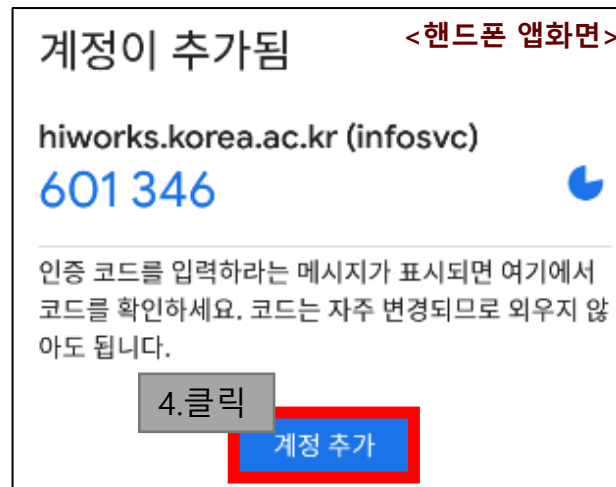 계정이 추가됨
<핸드폰 앱화면>
hiworks.korea.ac.kr (infosvc)
601 346
인증 코드를 입력하라는 메시지가 표시되면 여기에서
코드를 확인하세요. 코드는 자주 변경되므로 외우지 않
아도 됩니다.
4.클릭
계정 추가